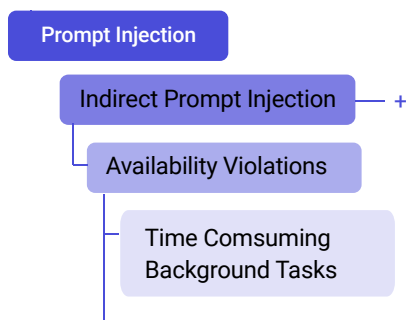 Prompt Injection
Indirect Prompt Injection
+
Availability Violations
Time Comsuming
Background Tasks